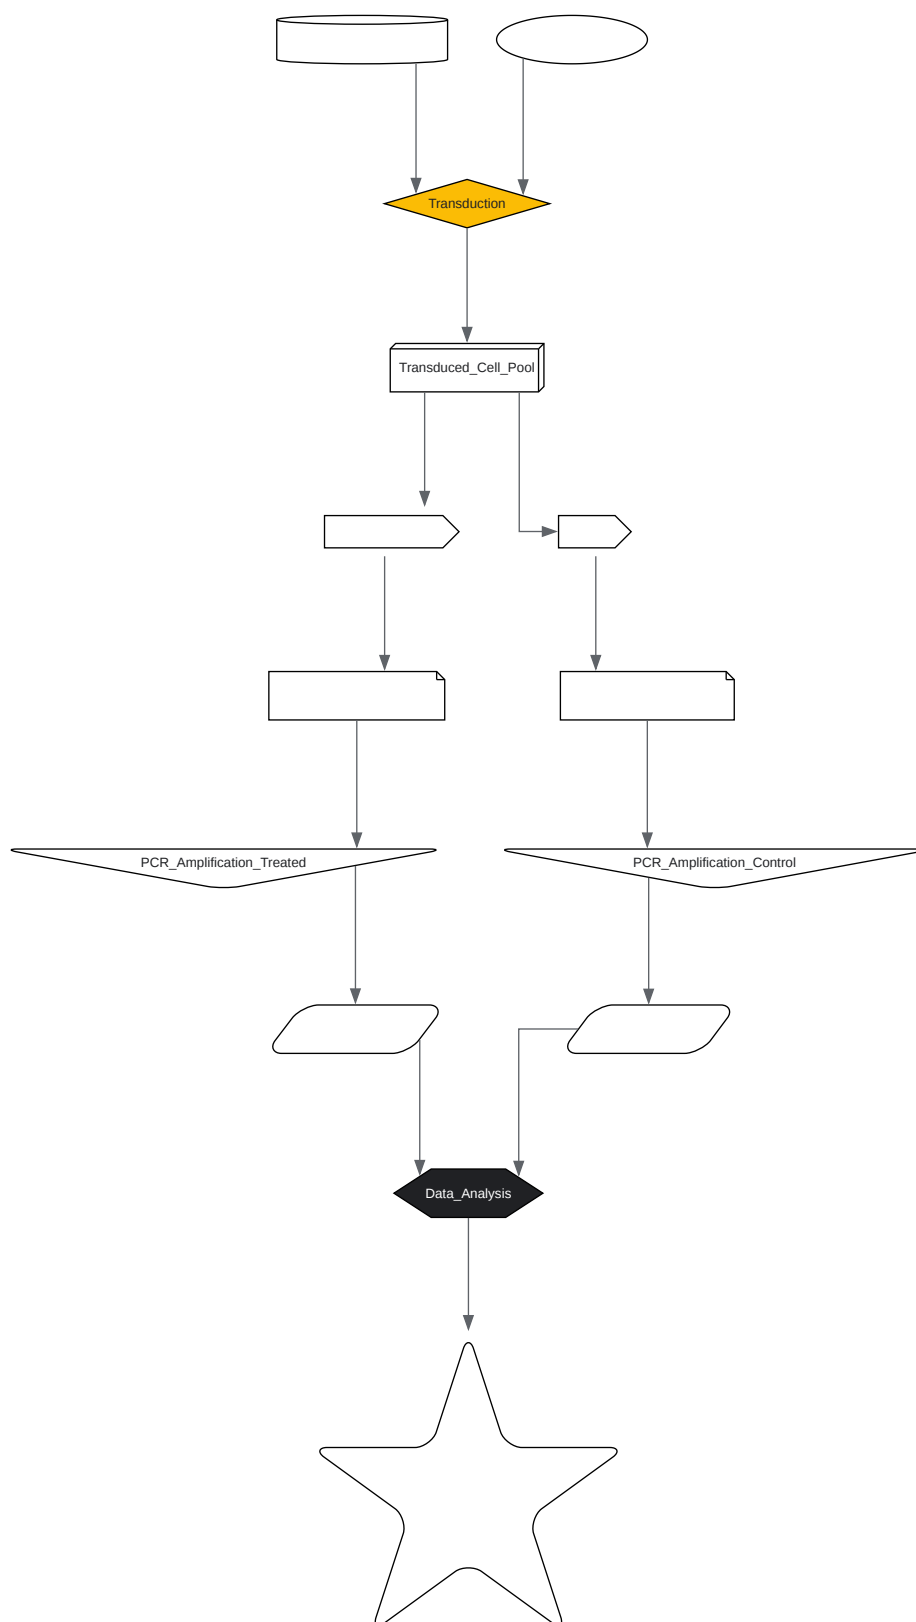 Transduction
Transduced_Cell_Pool
PCR_Amplification_Treated
PCR_Amplification_Control
Data_Analysis